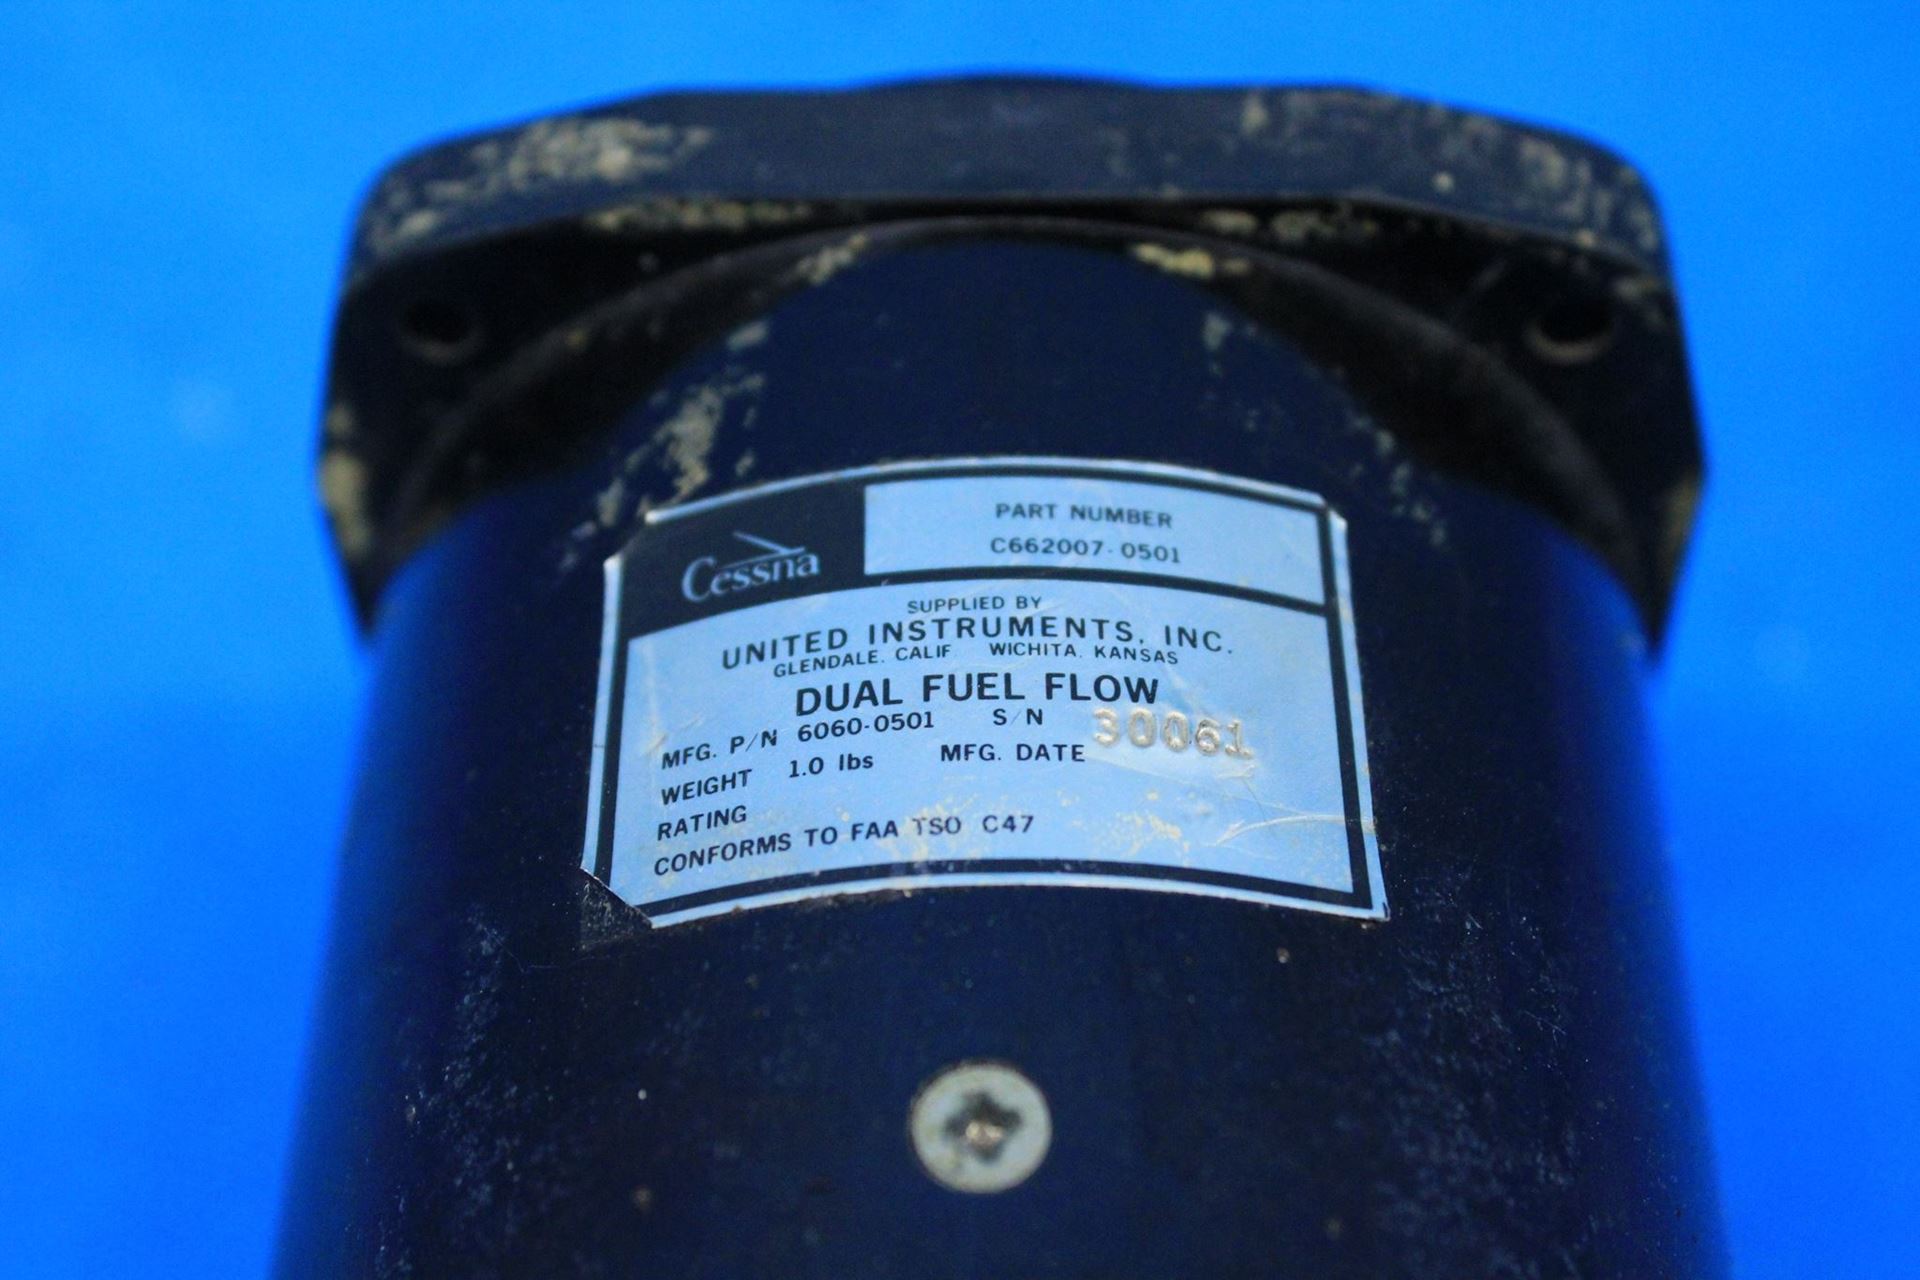 Cessna
PART NUMBER
C662007-0501
SUPPLIED BY
UNITED INSTRUMENTS, INC.
GLENDALE, CALIF WICHITA, KANSAS
DUAL FUEL FLOW
MFG. P/N 6060-0501 S/N 30061
WEIGHT 1.0 lbs MFG. DATE
RATING
CONFORMS TO FAA TSO C47